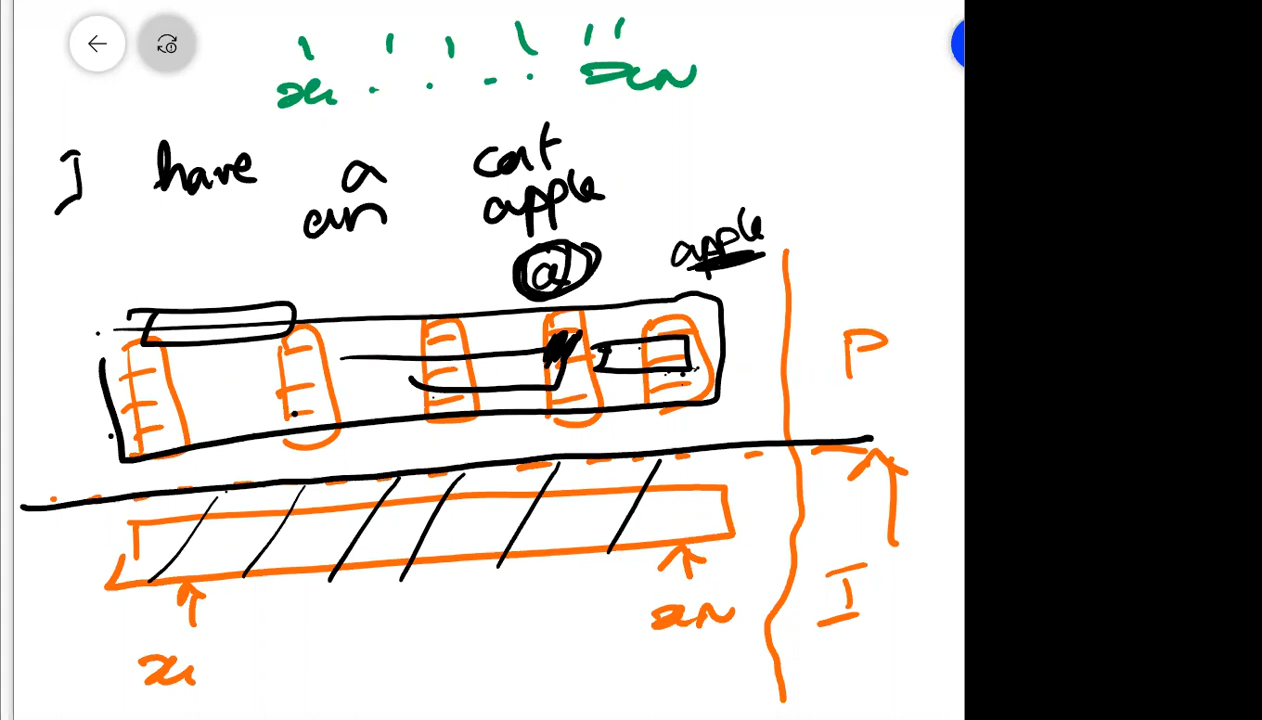 x1 . . - . xN
I have a cat
an apple
a apple
P
I
x1 xN